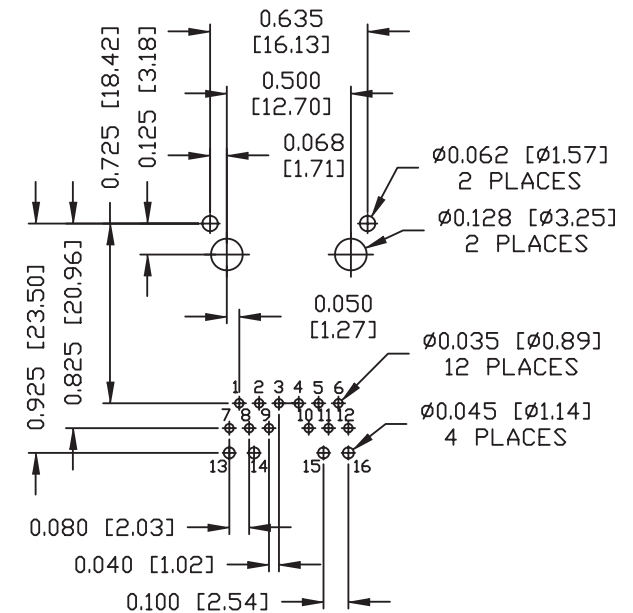 0.635
[16.13]
0.500
[12.70]
0.068
[1.71]
0.725 [18.42]
0.125 [3.18]
ø0.062 [ø1.57]
2 PLACES
ø0.128 [ø3.25]
2 PLACES
0.925 [23.50]
0.825 [20.96]
0.050
[1.27]
ø0.035 [ø0.89]
12 PLACES
ø0.045 [ø1.14]
4 PLACES
1 2 3 4 5 6
7 8 9 10 11 12
13 14 15 16
0.080 [2.03]
0.040 [1.02]
0.100 [2.54]